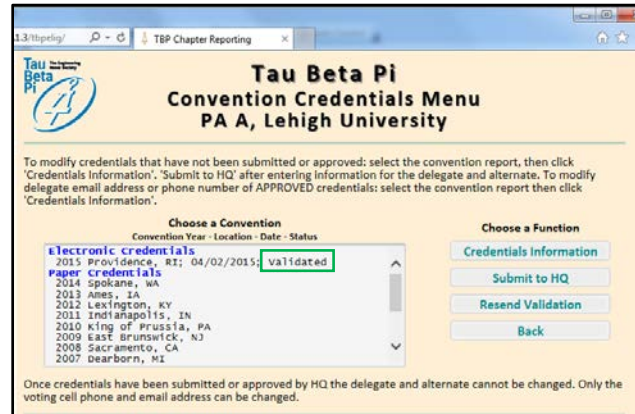 1.3/tbpelig/
TBP Chapter Reporting
Tau
Beta
Pi
The Engineering
Honor Society
Tau Beta Pi
Convention Credentials Menu
PA A, Lehigh University
To modify credentials that have not been submitted or approved: select the convention report, then click
'Credentials Information'. 'Submit to HQ' after entering information for the delegate and alternate. To modify
delegate email address or phone number of APPROVED credentials: select the convention report then click
'Credentials Information'.
Choose a Convention
Convention Year - Location - Date - Status
Electronic Credentials
2015 Providence, RI; 04/02/2015; Validated
Paper Credentials
2014 Spokane, WA
2013 Ames, IA
2012 Lexington, KY
2011 Indianapolis, IN
2010 King of Prussia, PA
2009 East Brunswick, NJ
2008 Sacramento, CA
2007 Dearborn, MI
Choose a Function
Credentials Information
Submit to HQ
Resend Validation
Back
Once credentials have been submitted or approved by HQ the delegate and alternate cannot be changed. Only the
voting cell phone and email address can be changed.